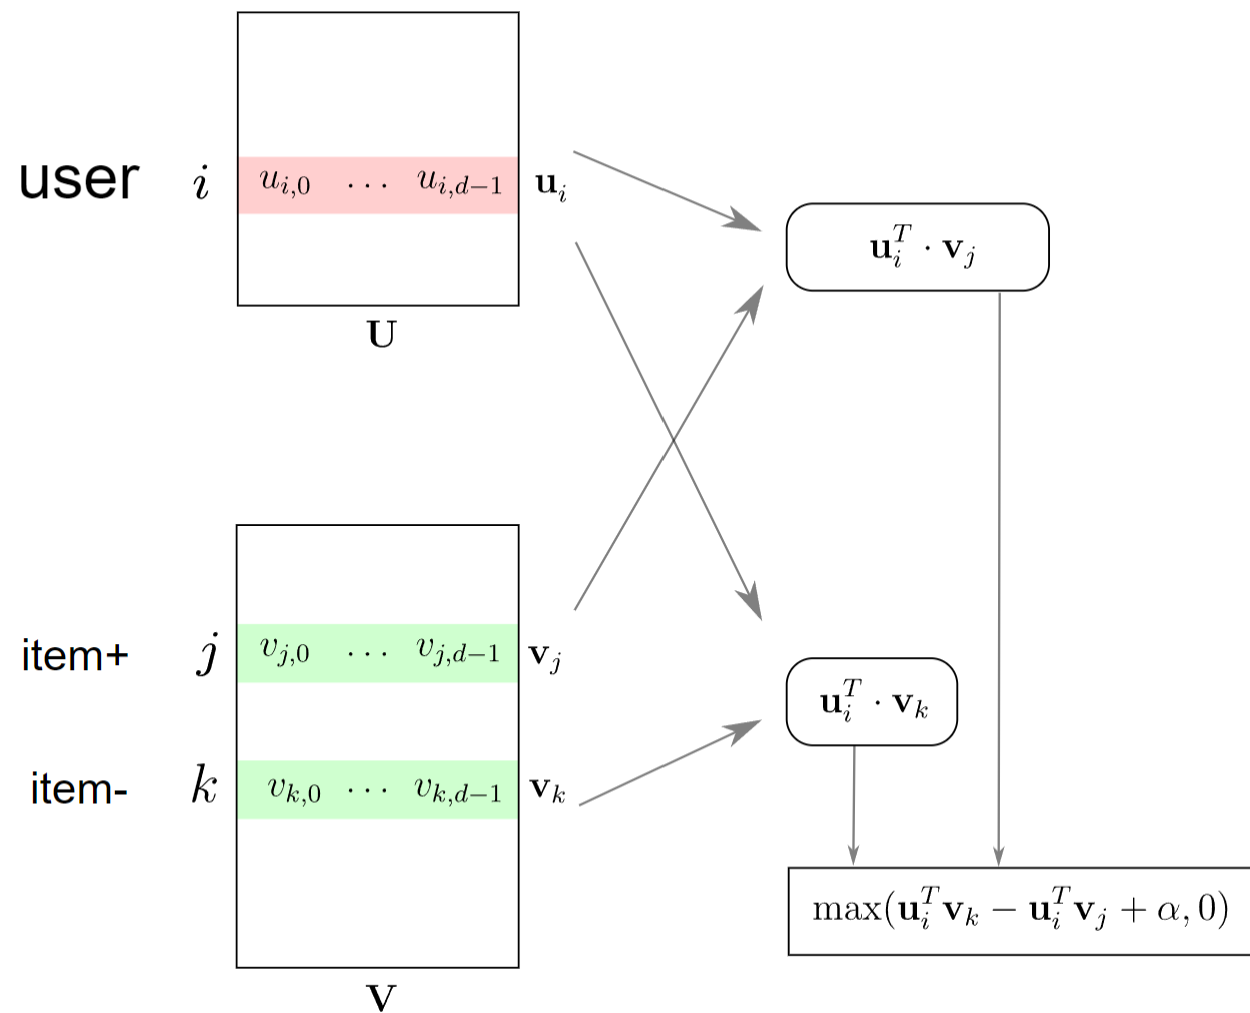 user i u_{i,0} ... u_{i,d-1} 𝐮_i
𝐔
𝐮_i^T · 𝐯_j
item+ j v_{j,0} ... v_{j,d-1} 𝐯_j
item- k v_{k,0} ... v_{k,d-1} 𝐯_k
𝐕
𝐮_i^T · 𝐯_k
max(𝐮_i^T 𝐯_k − 𝐮_i^T 𝐯_j + α, 0)